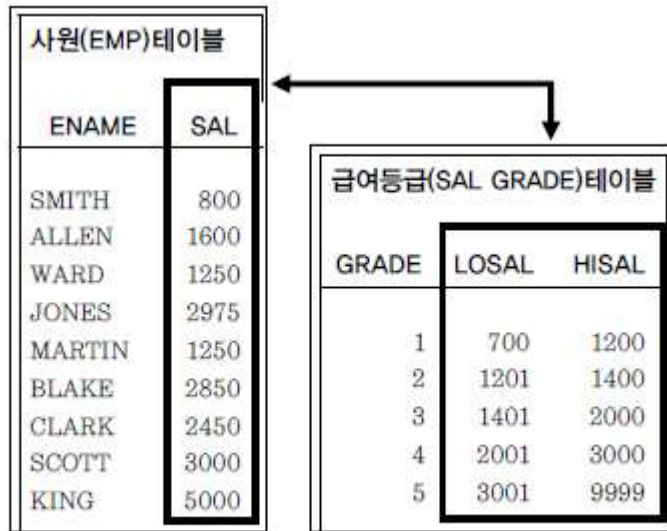 사원(EMP)테이블
ENAME SAL
SMITH 800
ALLEN 1600
WARD 1250
JONES 2975
MARTIN 1250
BLAKE 2850
CLARK 2450
SCOTT 3000
KING 5000
급여등급(SAL GRADE)테이블
GRADE LOSAL HISAL
1 700 1200
2 1201 1400
3 1401 2000
4 2001 3000
5 3001 9999